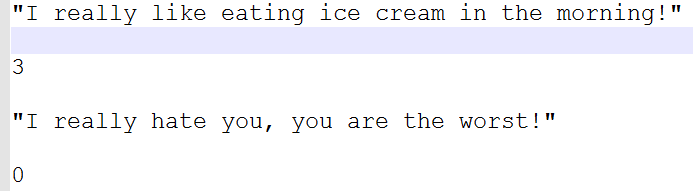 "I really like eating ice cream in the morning!"
3
"I really hate you, you are the worst!"
0